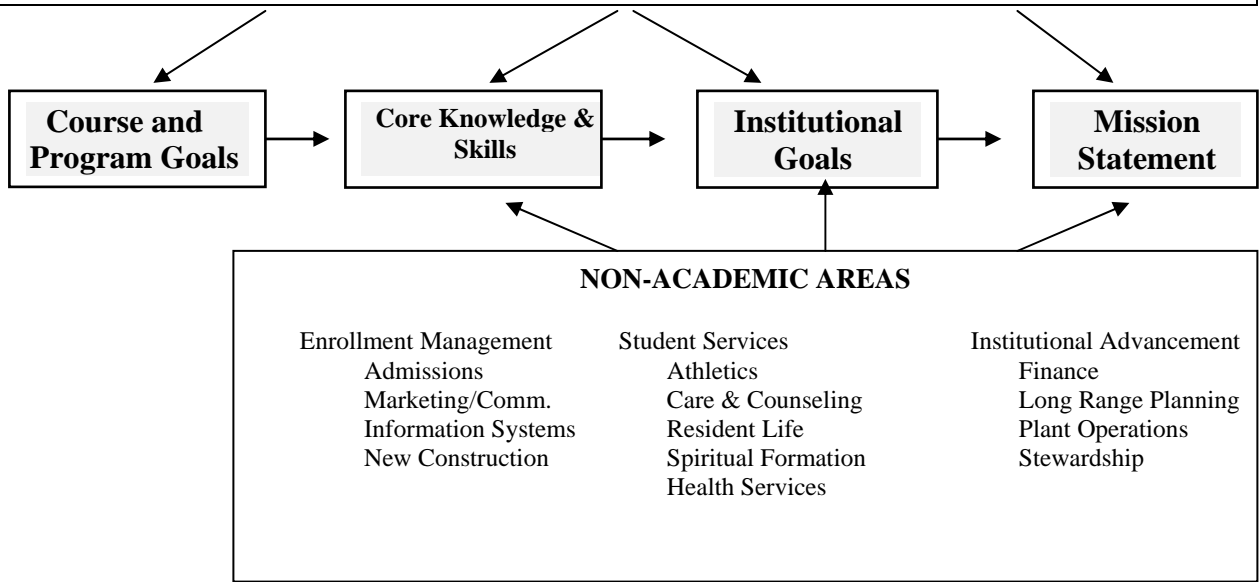 Course and
Program Goals
Core Knowledge &
Skills
Institutional
Goals
Mission
Statement
NON-ACADEMIC AREAS
Enrollment Management
Admissions
Marketing/Comm.
Information Systems
New Construction
Student Services
Athletics
Care & Counseling
Resident Life
Spiritual Formation
Health Services
Institutional Advancement
Finance
Long Range Planning
Plant Operations
Stewardship